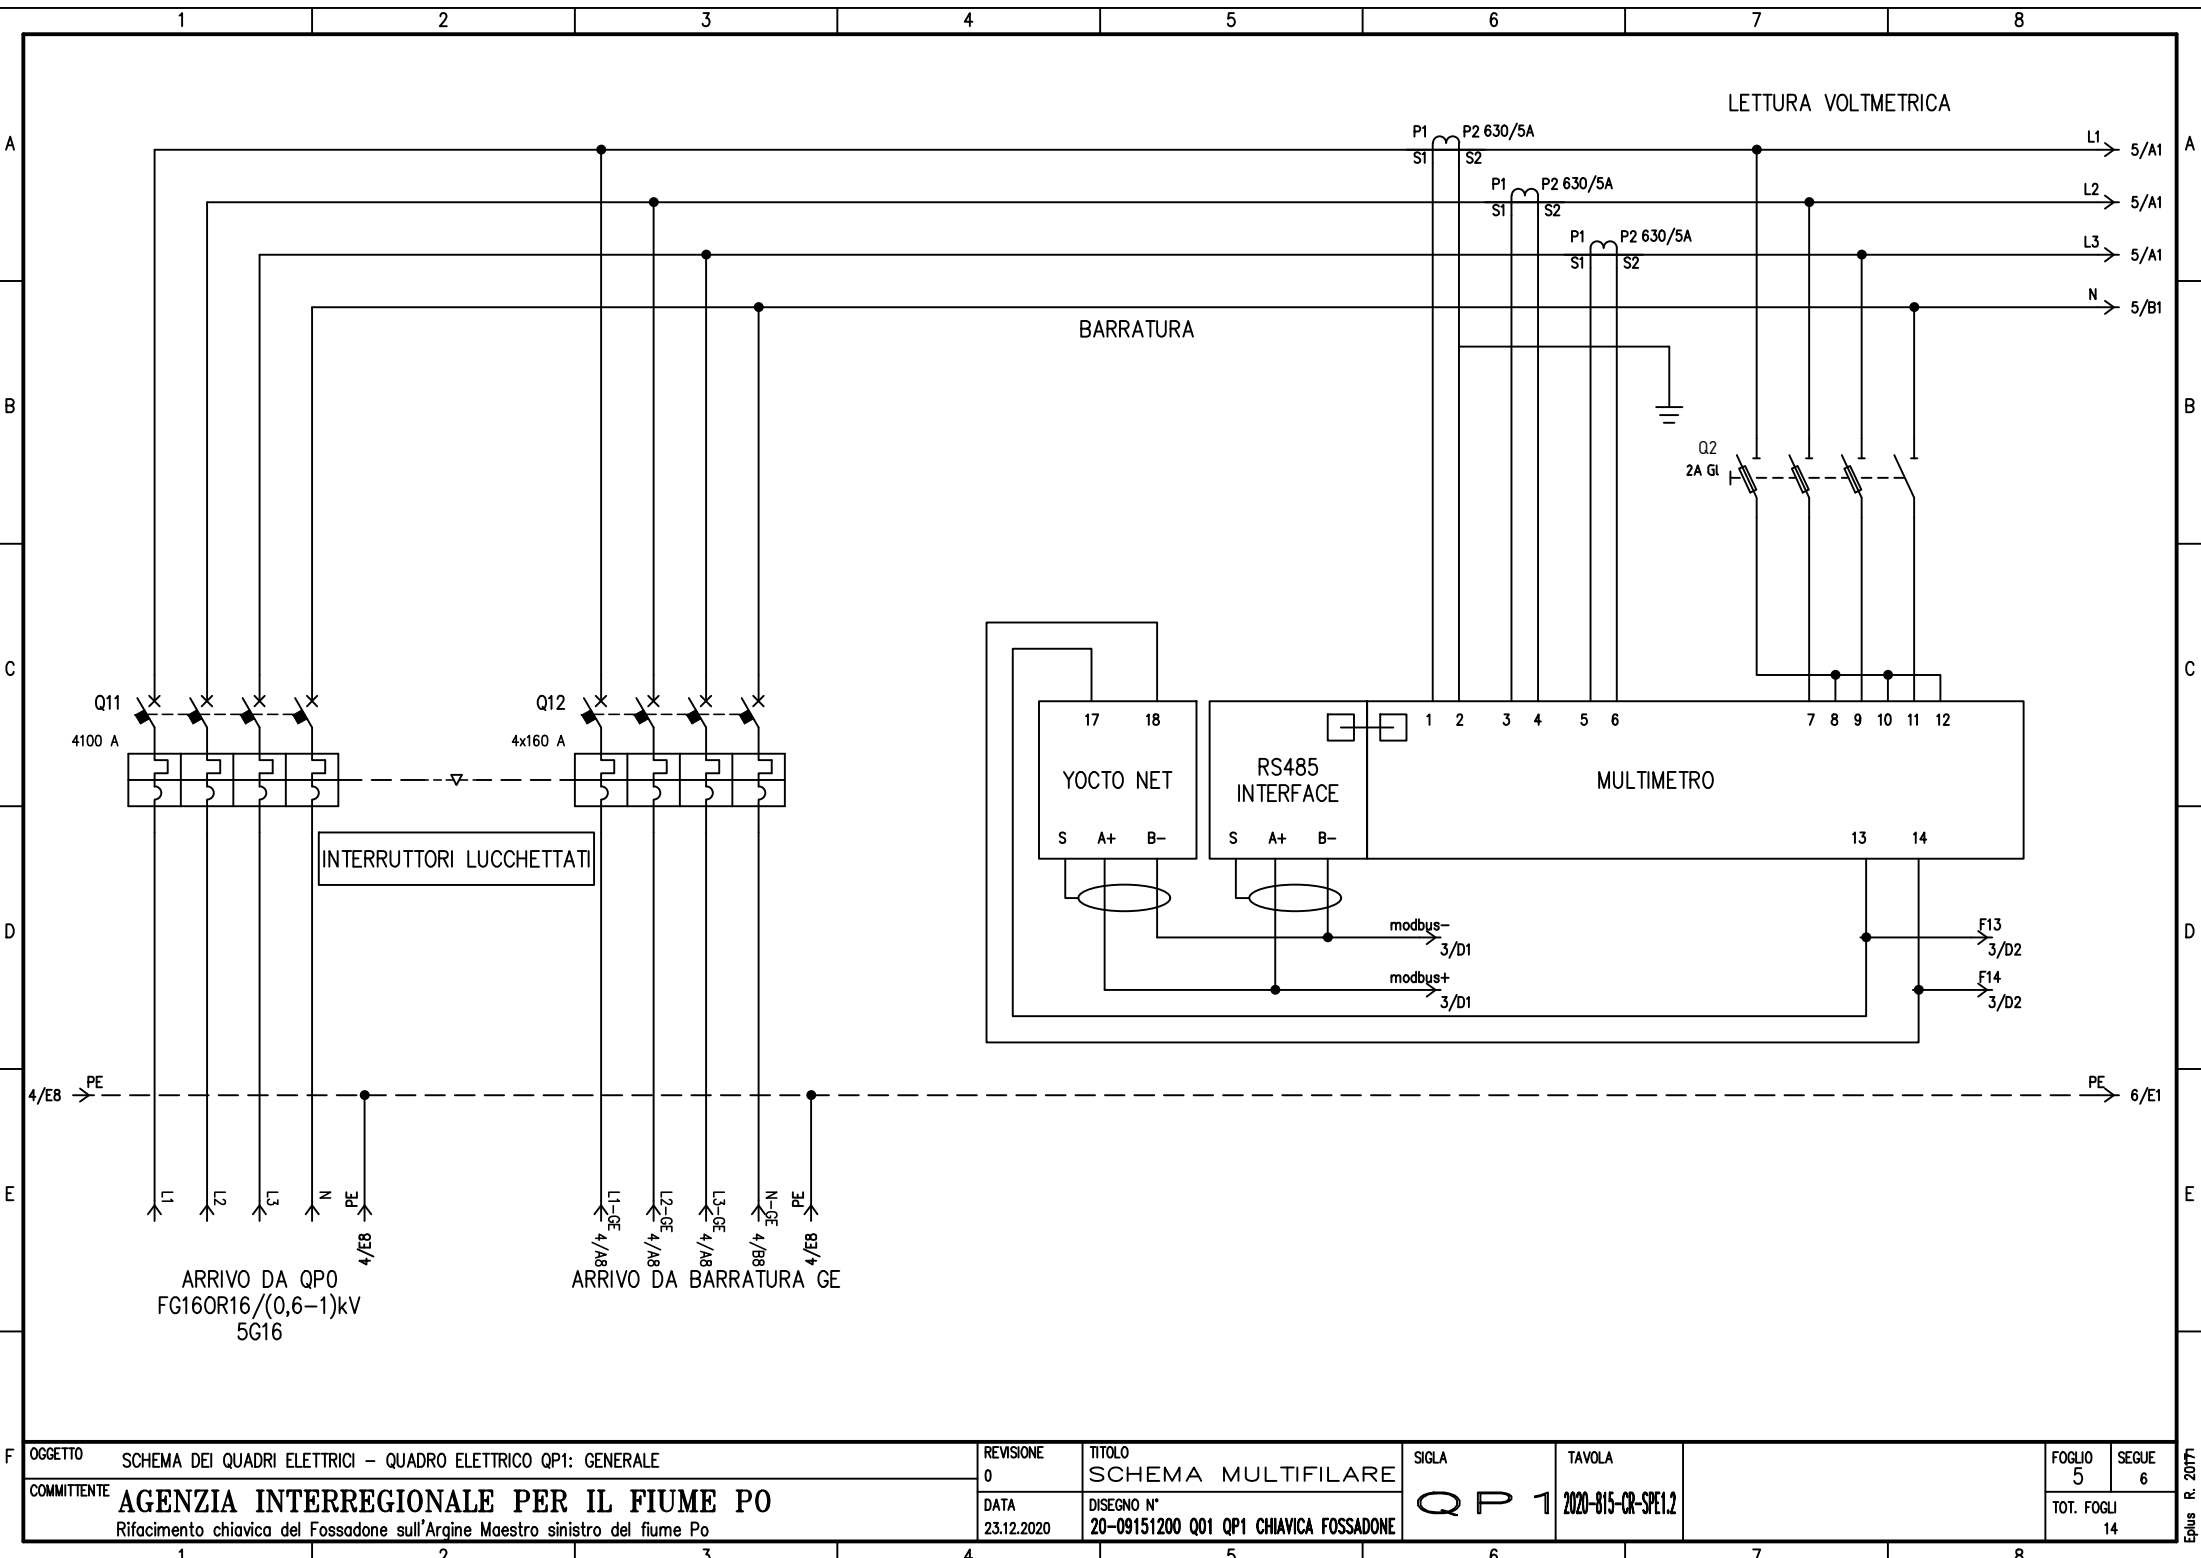 1 2 3 4 5 6 7 8
LETTURA VOLTMETRICA
A
P1 P2 630/5A
S1 S2
L1 5/A1
A
P1 P2 630/5A
S1 S2
L2 5/A1
P1 P2 630/5A
S1 S2
L3 5/A1
N 5/B1
BARRATURA
B
B
Q2
2A Gl
C
C
Q11
4100 A
Q12
4x160 A
17 18
1 2 3 4 5 6 7 8 9 10 11 12
YOCTO NET
RS485
INTERFACE
MULTIMETRO
S A+ B-
S A+ B-
13 14
INTERRUTTORI LUCCHETTATI
D
D
modbus-
3/D1
F13
3/D2
modbus+
3/D1
F14
3/D2
4/E8 PE
PE 6/E1
E
E
L1 L2 L3 N PE
4/E8
L1-GE L2-GE L3-GE N-GE PE
4/A8 4/A8 4/A8 4/B8 4/E8
ARRIVO DA QP0
FG16OR16/(0,6-1)kV
5G16
ARRIVO DA BARRATURA GE
F
F
OGGETTO SCHEMA DEI QUADRI ELETTRICI - QUADRO ELETTRICO QP1: GENERALE
COMMITTENTE AGENZIA INTERREGIONALE PER IL FIUME PO
Rifacimento chiavica del Fossadone sull'Argine Maestro sinistro del fiume Po
REVISIONE
0
DATA
23.12.2020
TITOLO
SCHEMA MULTIFILARE
DISEGNO N°
20-09151200 Q01 QP1 CHIAVICA FOSSADONE
SIGLA
QP1
TAVOLA
2020-815-CR-SPE1.2
FOGLIO
5
SEGUE
6
TOT. FOGLI
14
Eplus R. 2017
1 2 3 4 5 6 7 8